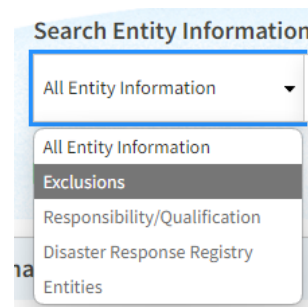 Search Entity Information
All Entity Information
All Entity Information
Exclusions
Responsibility/Qualification
Disaster Response Registry
Entities